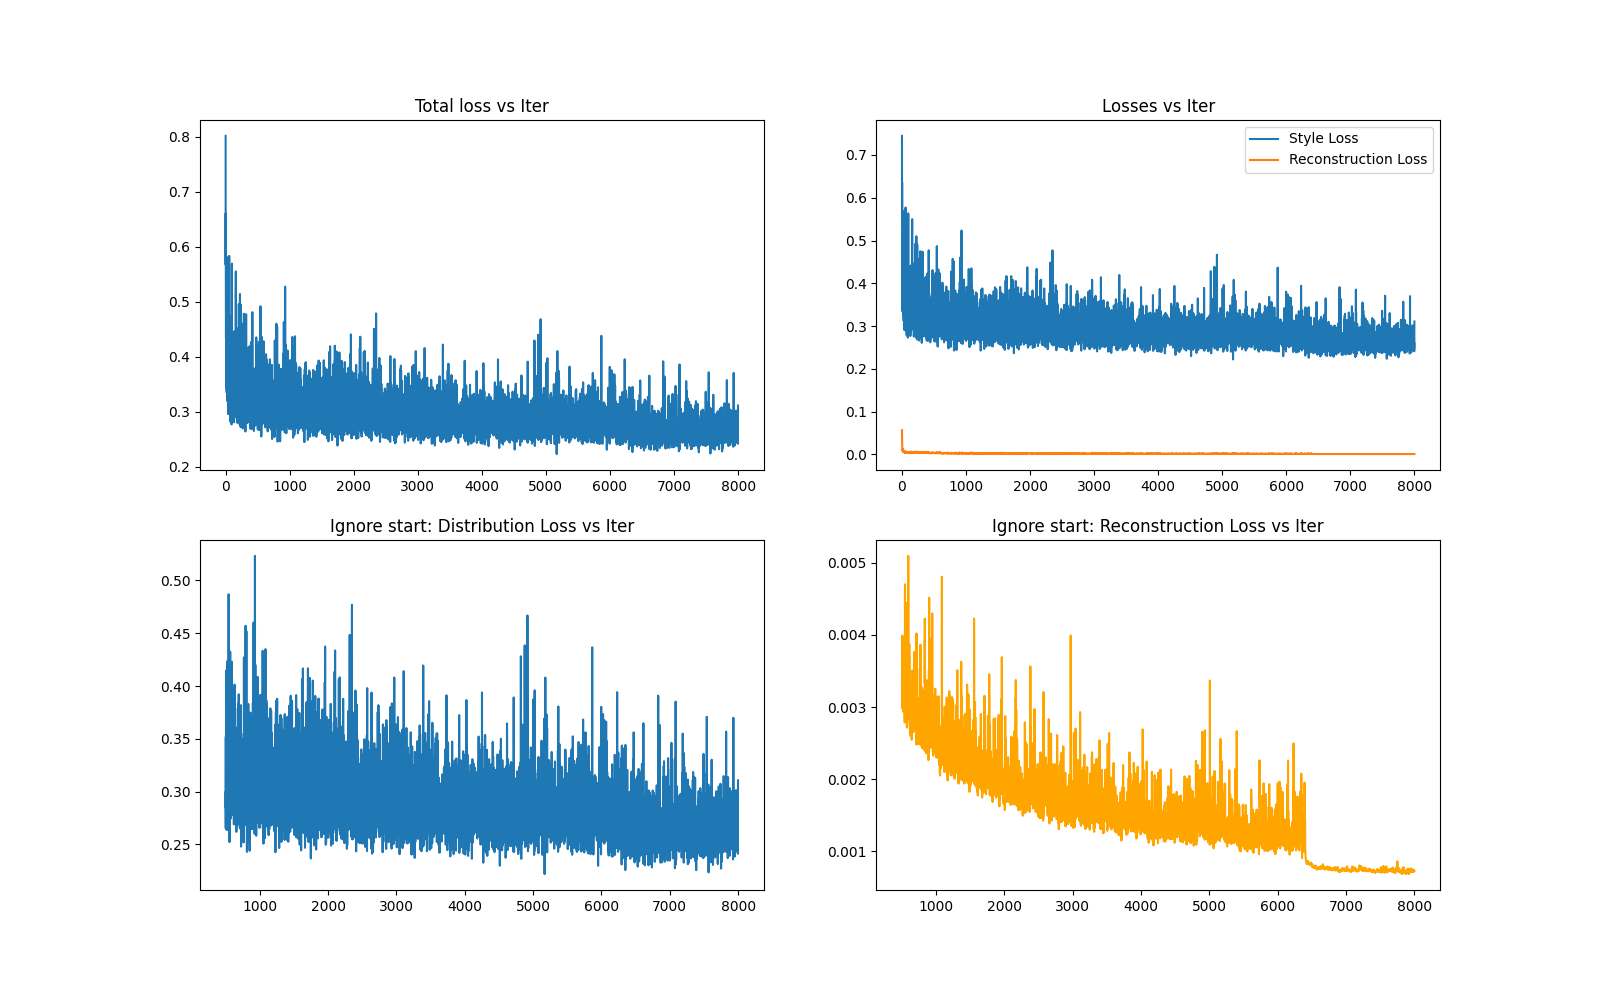 Total loss vs Iter
0.8
0.7
0.6
0.5
0.4
0.3
0.2
0 1000 2000 3000 4000 5000 6000 7000 8000
Losses vs Iter
Style Loss
Reconstruction Loss
0.7
0.6
0.5
0.4
0.3
0.2
0.1
0.0
0 1000 2000 3000 4000 5000 6000 7000 8000
Ignore start: Distribution Loss vs Iter
0.50
0.45
0.40
0.35
0.30
0.25
1000 2000 3000 4000 5000 6000 7000 8000
Ignore start: Reconstruction Loss vs Iter
0.005
0.004
0.003
0.002
0.001
1000 2000 3000 4000 5000 6000 7000 8000